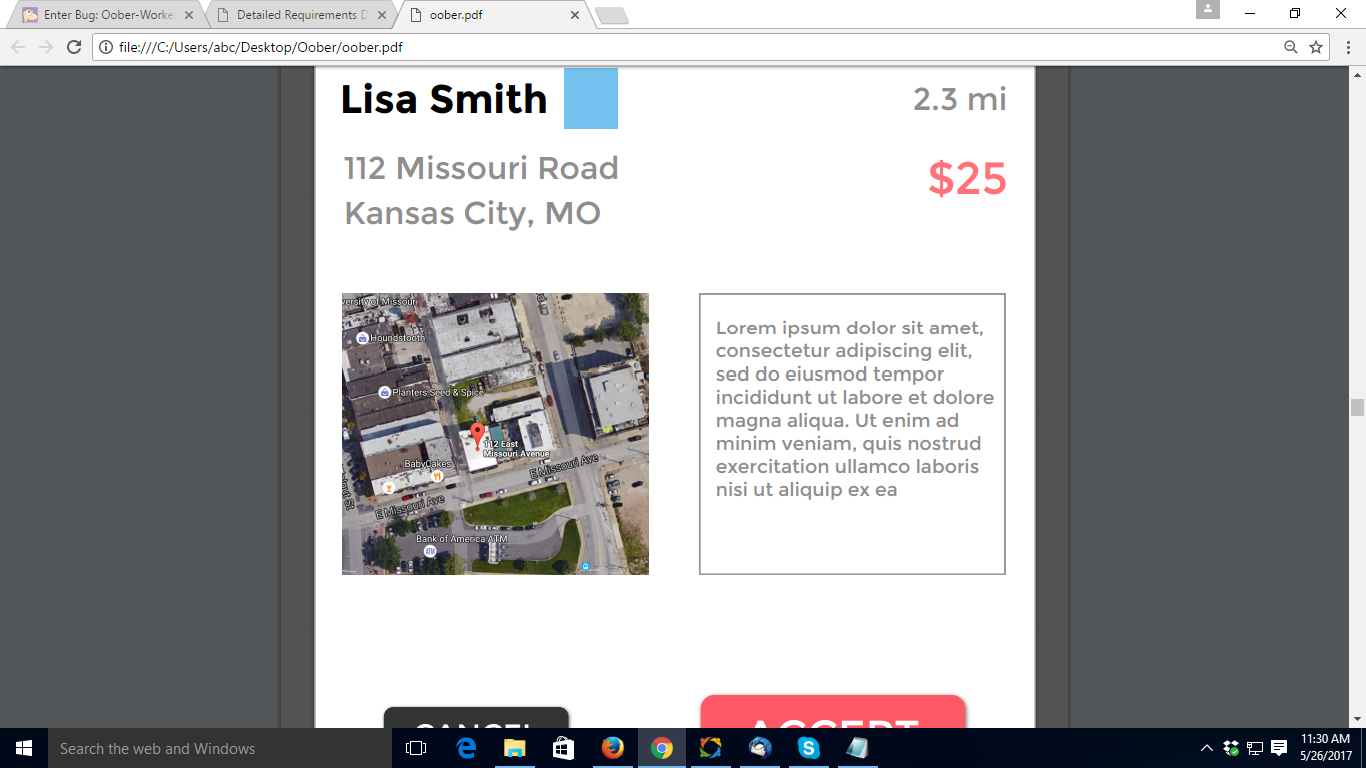 Enter Bug: Oober-Worke
Detailed Requirements D
oober.pdf
file:///C:/Users/abc/Desktop/Oober/oober.pdf
Lisa Smith
2.3 mi
112 Missouri Road
$25
Kansas City, MO
versity of Missouri
Houndstooth
Planters Seed & Spice
112 East
Missouri Avenue
BabyCakes
E Missouri Ave
E Missouri Ave
Bank of America ATM
ATM
Lorem ipsum dolor sit amet,
consectetur adipiscing elit,
sed do eiusmod tempor
incididunt ut labore et dolore
magna aliqua. Ut enim ad
minim veniam, quis nostrud
exercitation ullamco laboris
nisi ut aliquip ex ea
CANCEL
ACCEPT
Search the web and Windows
11:30 AM
5/26/2017